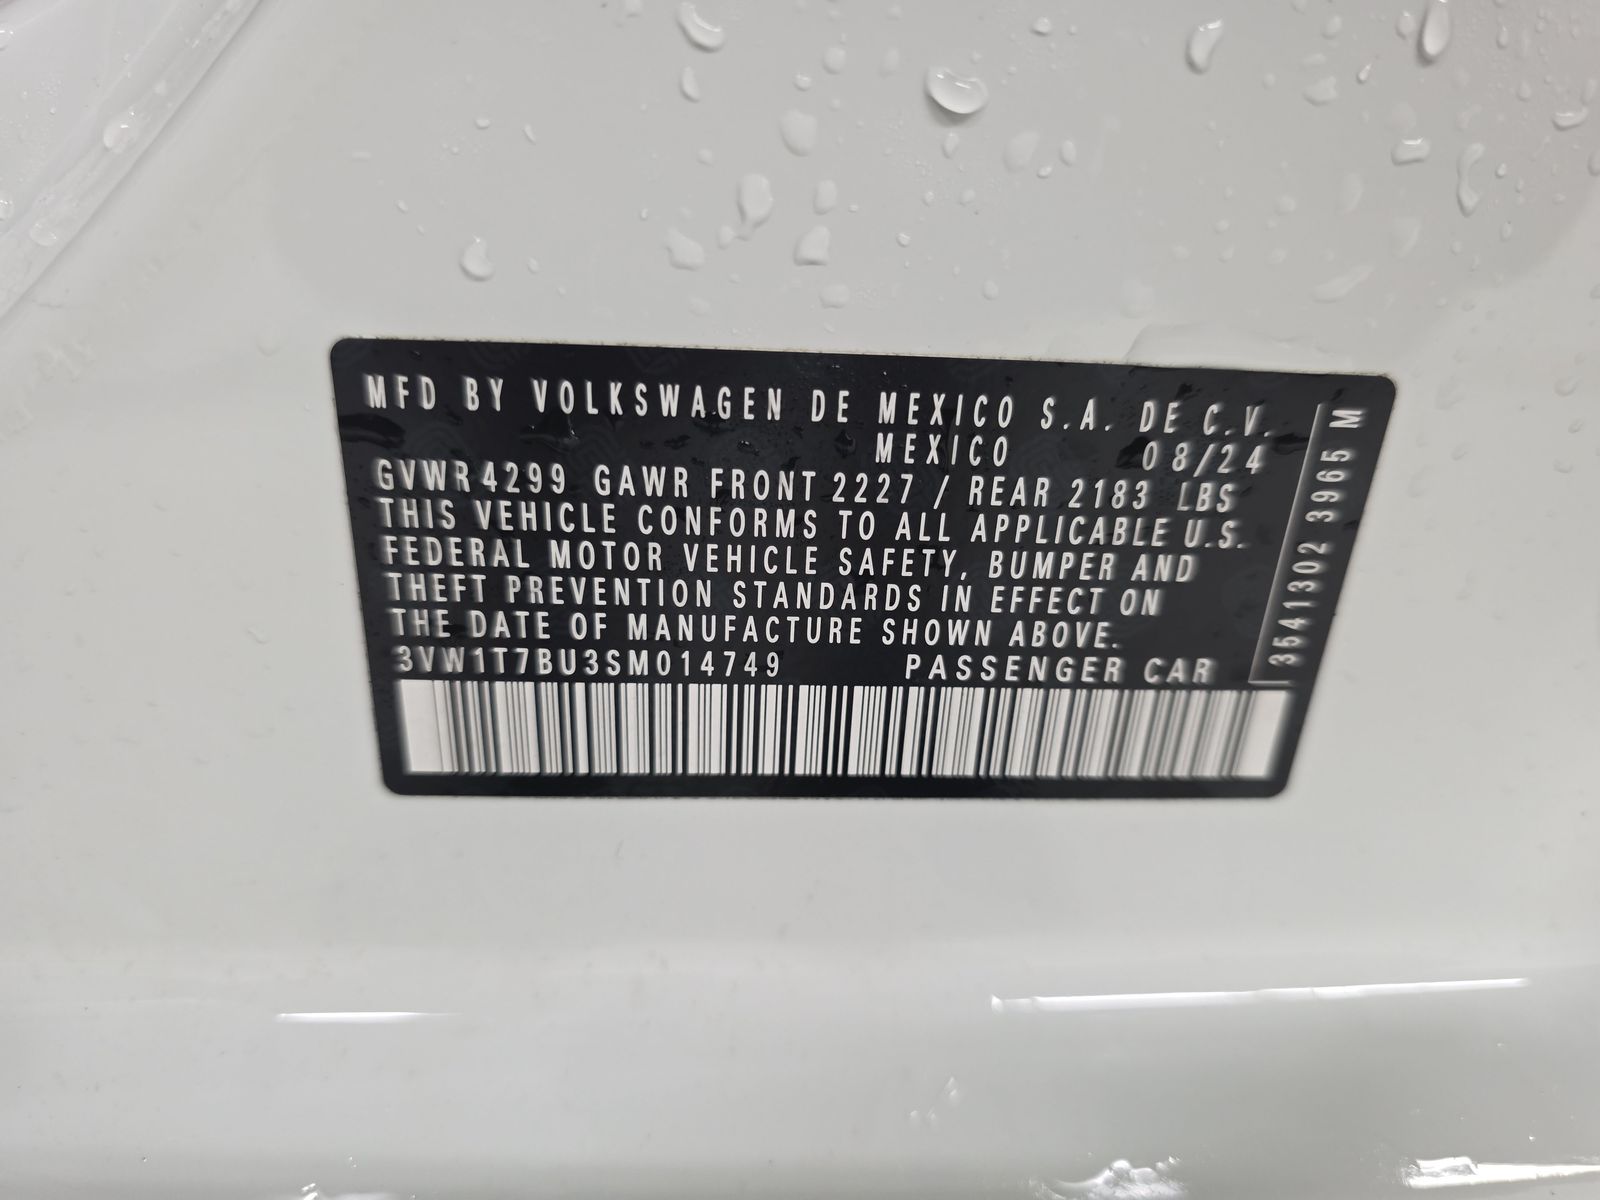 MFD BY VOLKSWAGEN DE MEXICO S.A. DE C.V.
MEXICO 08/24
GVWR 4299 GAWR FRONT 2227 / REAR 2183 LBS
THIS VEHICLE CONFORMS TO ALL APPLICABLE U.S.
FEDERAL MOTOR VEHICLE SAFETY, BUMPER AND
THEFT PREVENTION STANDARDS IN EFFECT ON
THE DATE OF MANUFACTURE SHOWN ABOVE.
3VW1T7BU3SM014749 PASSENGER CAR
3541302 3965 M